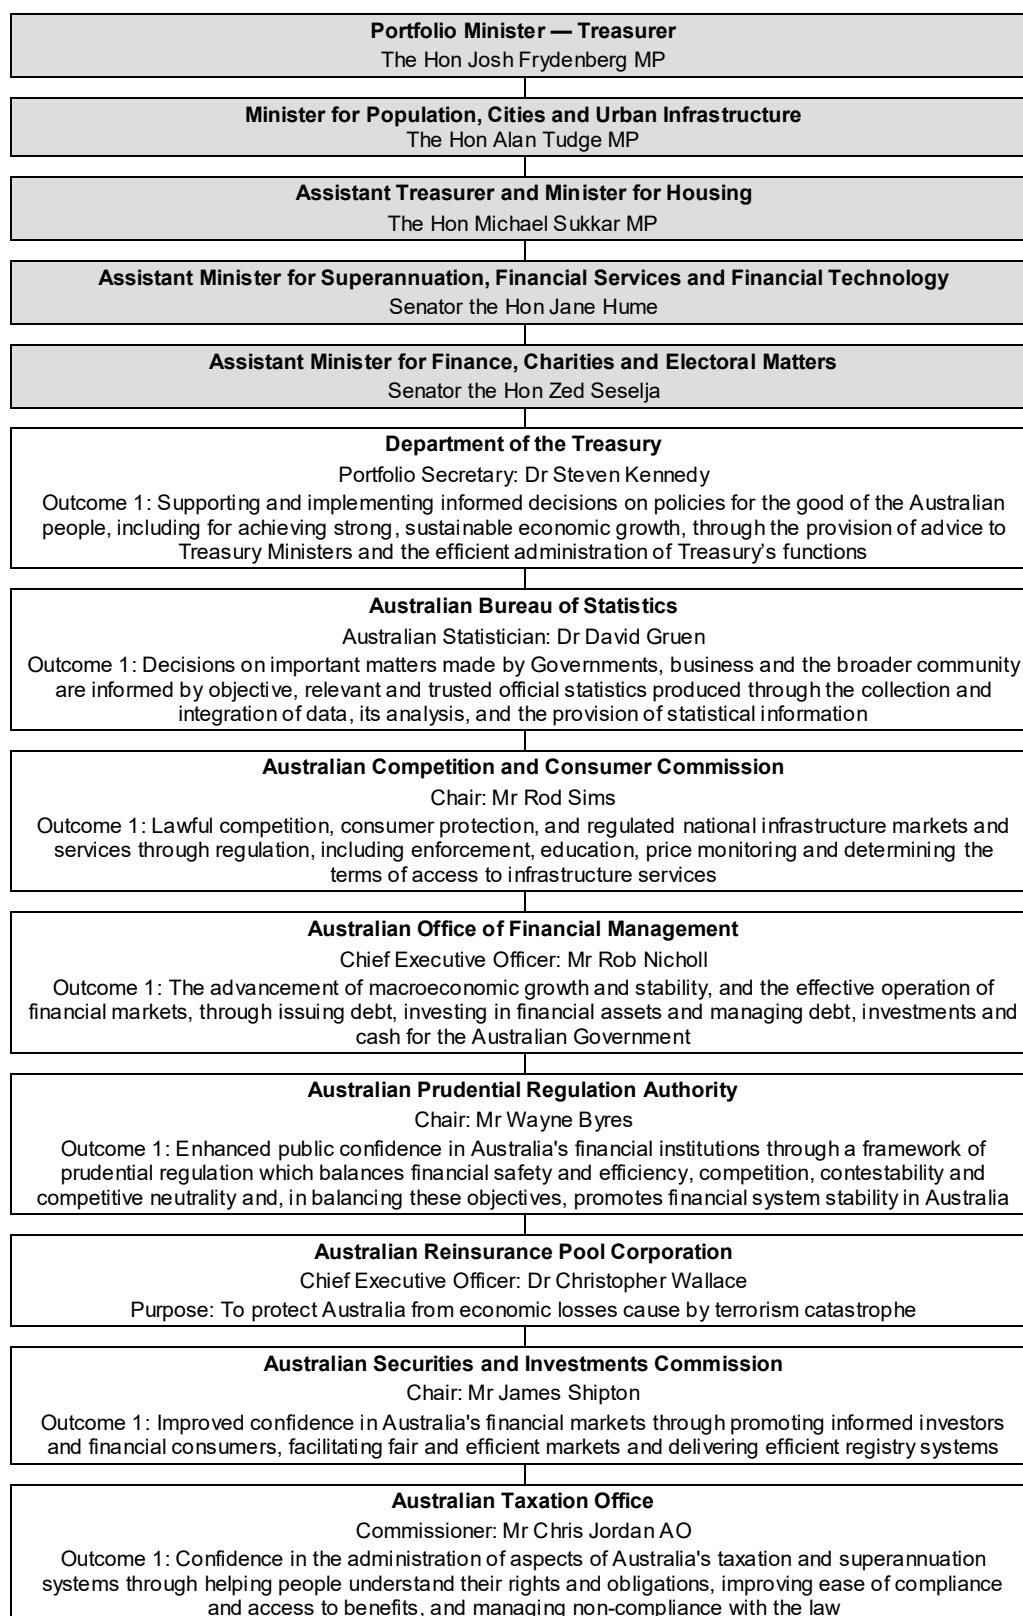 Portfolio Minister — Treasurer
The Hon Josh Frydenberg MP
Minister for Population, Cities and Urban Infrastructure
The Hon Alan Tudge MP
Assistant Treasurer and Minister for Housing
The Hon Michael Sukkar MP
Assistant Minister for Superannuation, Financial Services and Financial Technology
Senator the Hon Jane Hume
Assistant Minister for Finance, Charities and Electoral Matters
Senator the Hon Zed Seselja
Department of the Treasury
Portfolio Secretary: Dr Steven Kennedy
Outcome 1: Supporting and implementing informed decisions on policies for the good of the Australian
people, including for achieving strong, sustainable economic growth, through the provision of advice to
Treasury Ministers and the efficient administration of Treasury's functions
Australian Bureau of Statistics
Australian Statistician: Dr David Gruen
Outcome 1: Decisions on important matters made by Governments, business and the broader community
are informed by objective, relevant and trusted official statistics produced through the collection and
integration of data, its analysis, and the provision of statistical information
Australian Competition and Consumer Commission
Chair: Mr Rod Sims
Outcome 1: Lawful competition, consumer protection, and regulated national infrastructure markets and
services through regulation, including enforcement, education, price monitoring and determining the
terms of access to infrastructure services
Australian Office of Financial Management
Chief Executive Officer: Mr Rob Nicholl
Outcome 1: The advancement of macroeconomic growth and stability, and the effective operation of
financial markets, through issuing debt, investing in financial assets and managing debt, investments and
cash for the Australian Government
Australian Prudential Regulation Authority
Chair: Mr Wayne Byres
Outcome 1: Enhanced public confidence in Australia's financial institutions through a framework of
prudential regulation which balances financial safety and efficiency, competition, contestability and
competitive neutrality and, in balancing these objectives, promotes financial system stability in Australia
Australian Reinsurance Pool Corporation
Chief Executive Officer: Dr Christopher Wallace
Purpose: To protect Australia from economic losses cause by terrorism catastrophe
Australian Securities and Investments Commission
Chair: Mr James Shipton
Outcome 1: Improved confidence in Australia's financial markets through promoting informed investors
and financial consumers, facilitating fair and efficient markets and delivering efficient registry systems
Australian Taxation Office
Commissioner: Mr Chris Jordan AO
Outcome 1: Confidence in the administration of aspects of Australia's taxation and superannuation
systems through helping people understand their rights and obligations, improving ease of compliance
and access to benefits, and managing non-compliance with the law